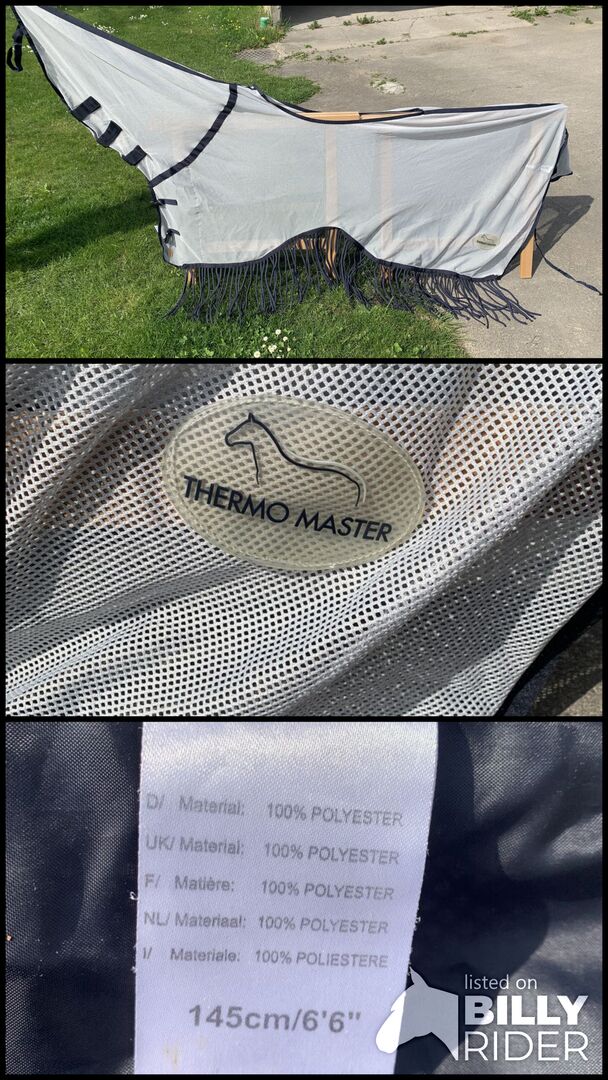 THERMO MASTER
D/ Material: 100% POLYESTER
UK/ Material: 100% POLYESTER
F/ Matière: 100% POLYESTER
NL/ Materiaal: 100% POLYESTER
I/ Materiale: 100% POLIESTERE
145cm/6'6"
listed on
BILLY
RIDER